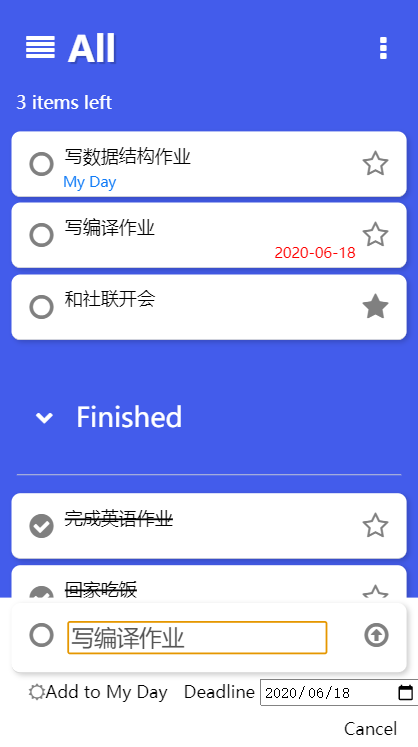 All
3 items left
写数据结构作业
My Day
写编译作业
2020-06-18
和社联开会
Finished
完成英语作业
回家吃饭
写编译作业
Add to My Day Deadline 2020/06/18
Cancel